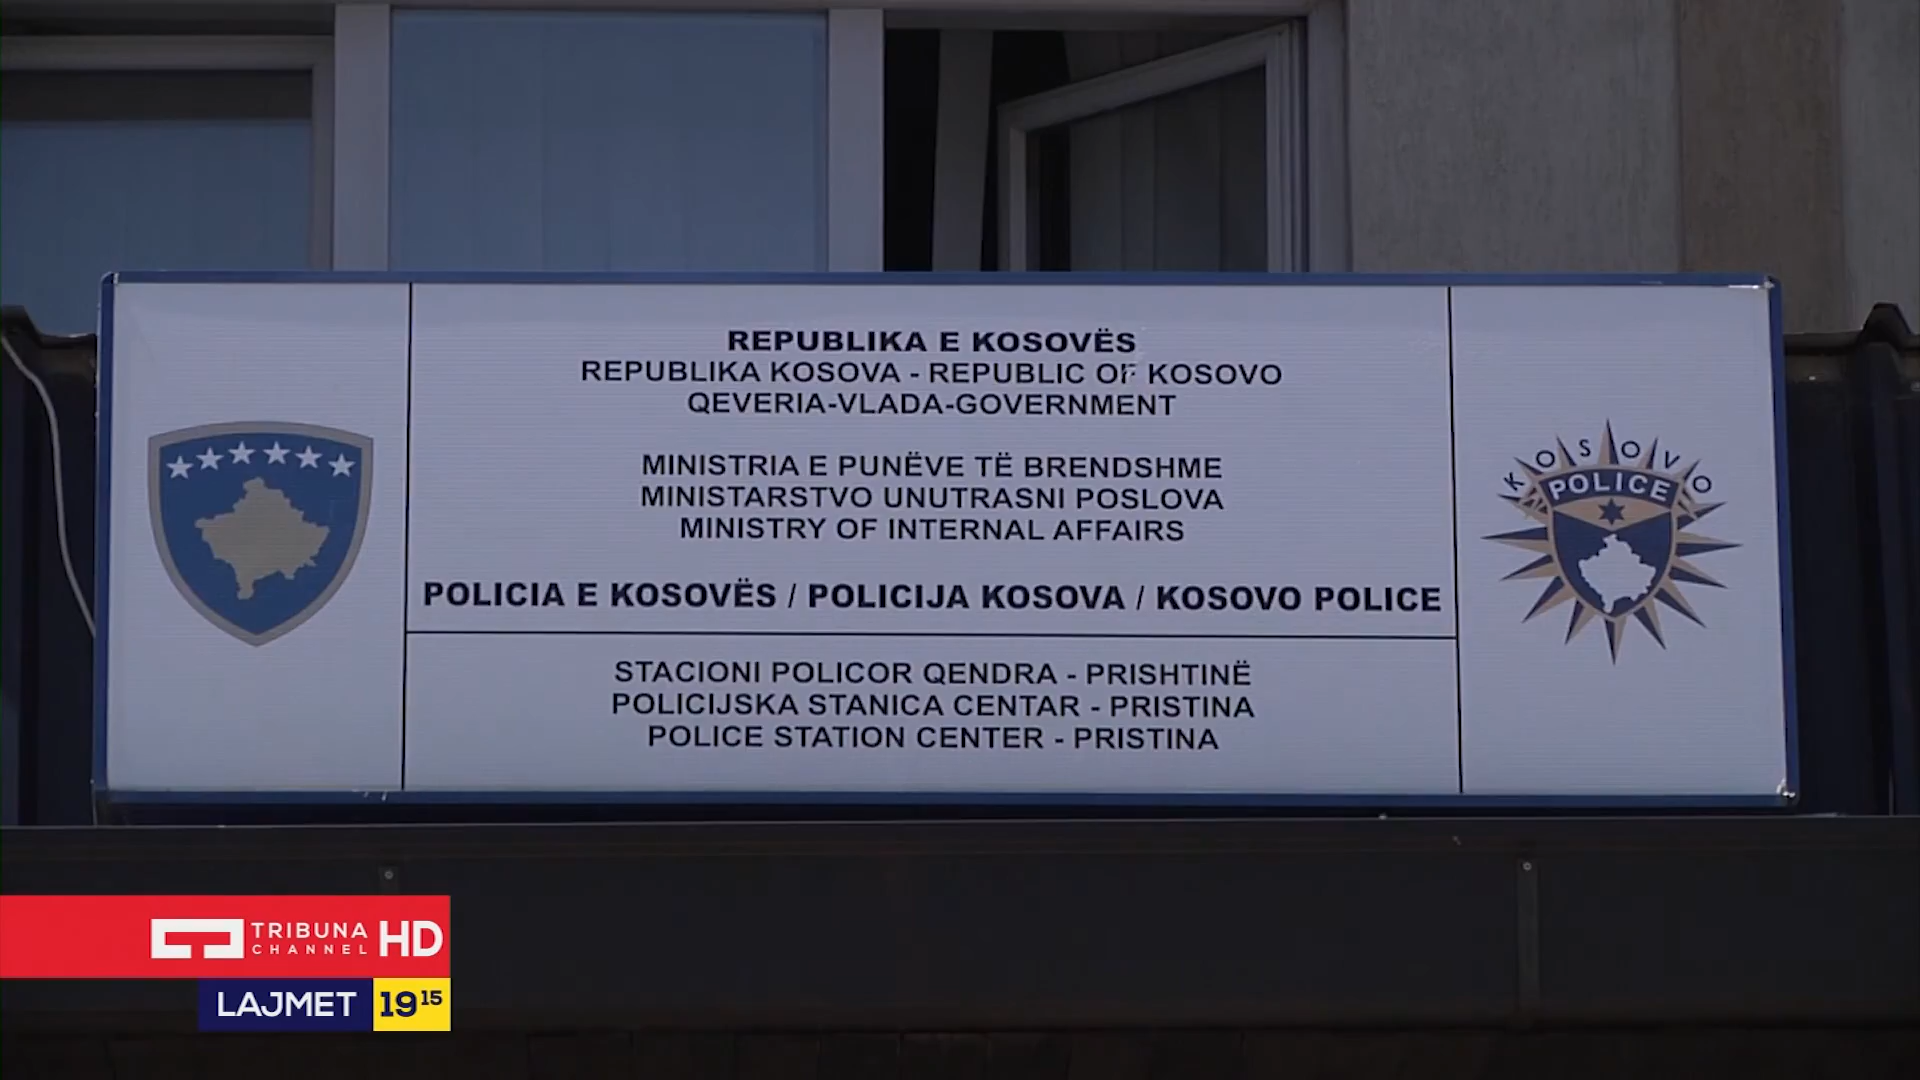 REPUBLIKA E KOSOVËS
REPUBLIKA KOSOVA - REPUBLIC OF KOSOVO
QEVERIA-VLADA-GOVERNMENT
MINISTRIA E PUNËVE TË BRENDSHME
MINISTARSTVO UNUTRASNI POSLOVA
MINISTRY OF INTERNAL AFFAIRS
POLICIA E KOSOVËS / POLICIJA KOSOVA / KOSOVO POLICE
STACIONI POLICOR QENDRA - PRISHTINË
POLICIJSKA STANICA CENTAR - PRISTINA
POLICE STATION CENTER - PRISTINA
KOSOVO
POLICE
TRIBUNA
CHANNEL
HD
LAJMET 19 15